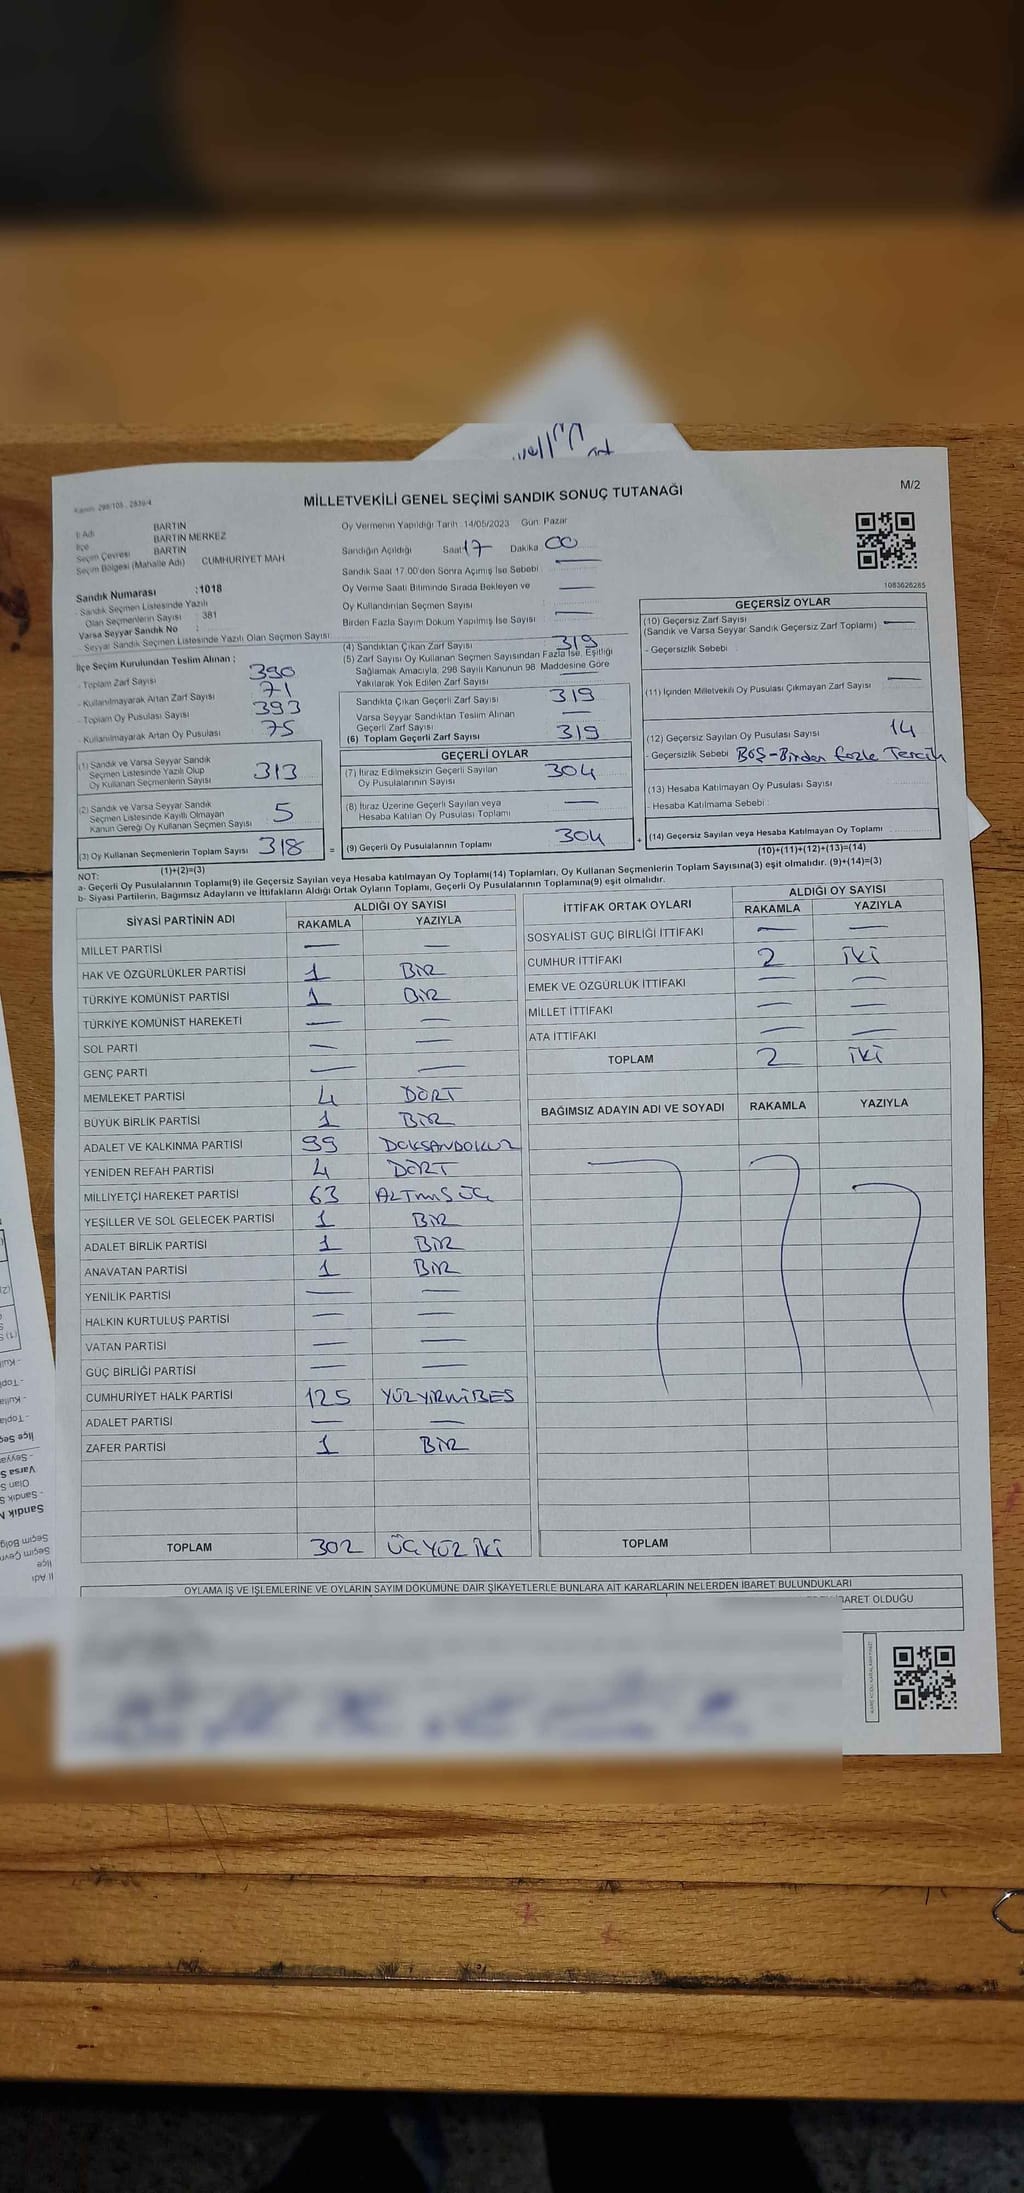 Kanun: 298/105 , 2839/4
MİLLETVEKİLİ GENEL SEÇİMİ SANDIK SONUÇ TUTANAĞI
M/2
İl Adı BARTIN
İlçe BARTIN MERKEZ
Seçim Çevresi BARTIN
Seçim Bölgesi (Mahalle Adı) CUMHURIYET MAH
Sandık Numarası :1018
- Sandık Seçmen Listesinde Yazılı
Olan Seçmenlerin Sayısı : 381
Varsa Seyyar Sandık No :
- Seyyar Sandık Seçmen Listesinde Yazılı Olan Seçmen Sayısı :
İlçe Seçim Kurulundan Teslim Alınan :
- Toplam Zarf Sayısı 390
- Kullanılmayarak Artan Zarf Sayısı 71
- Toplam Oy Pusulası Sayısı 393
- Kullanılmayarak Artan Oy Pusulası 75
(1) Sandık ve Varsa Seyyar Sandık
Seçmen Listesinde Yazılı Olup
Oy Kullanan Seçmenlerin Sayısı 313
(2) Sandık ve Varsa Seyyar Sandık
Seçmen Listesinde Kayıtlı Olmayan
Kanun Gereği Oy Kullanan Seçmen Sayısı 5
(3) Oy Kullanan Seçmenlerin Toplam Sayısı 318
(1)+(2)=(3)
Oy Vermenin Yapıldığı Tarih :14/05/2023 Gün: Pazar
Sandığın Açıldığı Saat 17 Dakika 00
Sandık Saat 17.00'den Sonra Açımış İse Sebebi : —
Oy Verme Saati Bitiminde Sırada Bekleyen ve —
Oy Kullandırılan Seçmen Sayısı
Birden Fazla Sayım Döküm Yapılmış İse Sayısı : —
(4) Sandıktan Çıkan Zarf Sayısı 319
(5) Zarf Sayısı Oy Kullanan Seçmen Sayısından Fazla İse, Eşitliği
Sağlamak Amacıyla, 298 Sayılı Kanunun 98. Maddesine Göre
Yakılarak Yok Edilen Zarf Sayısı —
Sandıkta Çıkan Geçerli Zarf Sayısı 319
Varsa Seyyar Sandıktan Teslim Alınan
Geçerli Zarf Sayısı —
(6) Toplam Geçerli Zarf Sayısı 319
GEÇERLİ OYLAR
(7) İtiraz Edilmeksizin Geçerli Sayılan
Oy Pusulalarının Sayısı 304
(8) İtiraz Üzerine Geçerli Sayılan veya
Hesaba Katılan Oy Pusulası Toplamı —
= (9) Geçerli Oy Pusulalarının Toplamı 304 +
1083626285
GEÇERSİZ OYLAR
(10) Geçersiz Zarf Sayısı
(Sandık ve Varsa Seyyar Sandık Geçersiz Zarf Toplamı) —
- Geçersizlik Sebebi :
(11) İçinden Milletvekili Oy Pusulası Çıkmayan Zarf Sayısı —
(12) Geçersiz Sayılan Oy Pusulası Sayısı 14
- Geçersizlik Sebebi : BOŞ-Birden fazla Tercih
(13) Hesaba Katılmayan Oy Pusulası Sayısı
- Hesaba Katılmama Sebebi :
(14) Geçersiz Sayılan veya Hesaba Katılmayan Oy Toplamı
(10)+(11)+(12)+(13)=(14)
NOT:
a- Geçerli Oy Pusulalarının Toplamı(9) ile Geçersiz Sayılan veya Hesaba katılmayan Oy Toplamı(14) Toplamları, Oy Kullanan Seçmenlerin Toplam Sayısına(3) eşit olmalıdır. (9)+(14)=(3)
b- Siyasi Partilerin, Bağımsız Adayların ve İttifakların Aldığı Ortak Oyların Toplamı, Geçerli Oy Pusulalarının Toplamına(9) eşit olmalıdır.
SİYASİ PARTİNİN ADI ALDIĞI OY SAYISI
RAKAMLA YAZIYLA
MİLLET PARTİSİ — —
HAK VE ÖZGÜRLÜKLER PARTİSİ 1 BİR
TÜRKİYE KOMÜNİST PARTİSİ 1 BİR
TÜRKİYE KOMÜNİST HAREKETİ — —
SOL PARTİ — —
GENÇ PARTİ — —
MEMLEKET PARTİSİ 4 DÖRT
BÜYÜK BİRLİK PARTİSİ 1 BİR
ADALET VE KALKINMA PARTİSİ 99 DOKSANDOKUZ
YENİDEN REFAH PARTİSİ 4 DÖRT
MİLLİYETÇİ HAREKET PARTİSİ 63 ALTMIŞ ÜÇ
YEŞİLLER VE SOL GELECEK PARTİSİ 1 BİR
ADALET BİRLİK PARTİSİ 1 BİR
ANAVATAN PARTİSİ 1 BİR
YENİLİK PARTİSİ — —
HALKIN KURTULUŞ PARTİSİ — —
VATAN PARTİSİ — —
GÜÇ BİRLİĞİ PARTİSİ — —
CUMHURİYET HALK PARTİSİ 125 YÜZYİRMİBEŞ
ADALET PARTİSİ — —
ZAFER PARTİSİ 1 BİR
TOPLAM 302 ÜÇYÜZ İKİ
İTTİFAK ORTAK OYLARI ALDIĞI OY SAYISI
RAKAMLA YAZIYLA
SOSYALİST GÜÇ BİRLİĞİ İTTİFAKI — —
CUMHUR İTTİFAKI 2 İKİ
EMEK VE ÖZGÜRLÜK İTTİFAKI — —
MİLLET İTTİFAKI — —
ATA İTTİFAKI — —
TOPLAM 2 İKİ
BAĞIMSIZ ADAYIN ADI VE SOYADI RAKAMLA YAZIYLA
TOPLAM
OYLAMA İŞ VE İŞLEMLERİNE VE OYLARIN SAYIM DÖKÜMÜNE DAİR ŞİKAYETLERLE BUNLARA AİT KARARLARIN NELERDEN İBARET BULUNDUKLARI
İBARET OLDUĞU